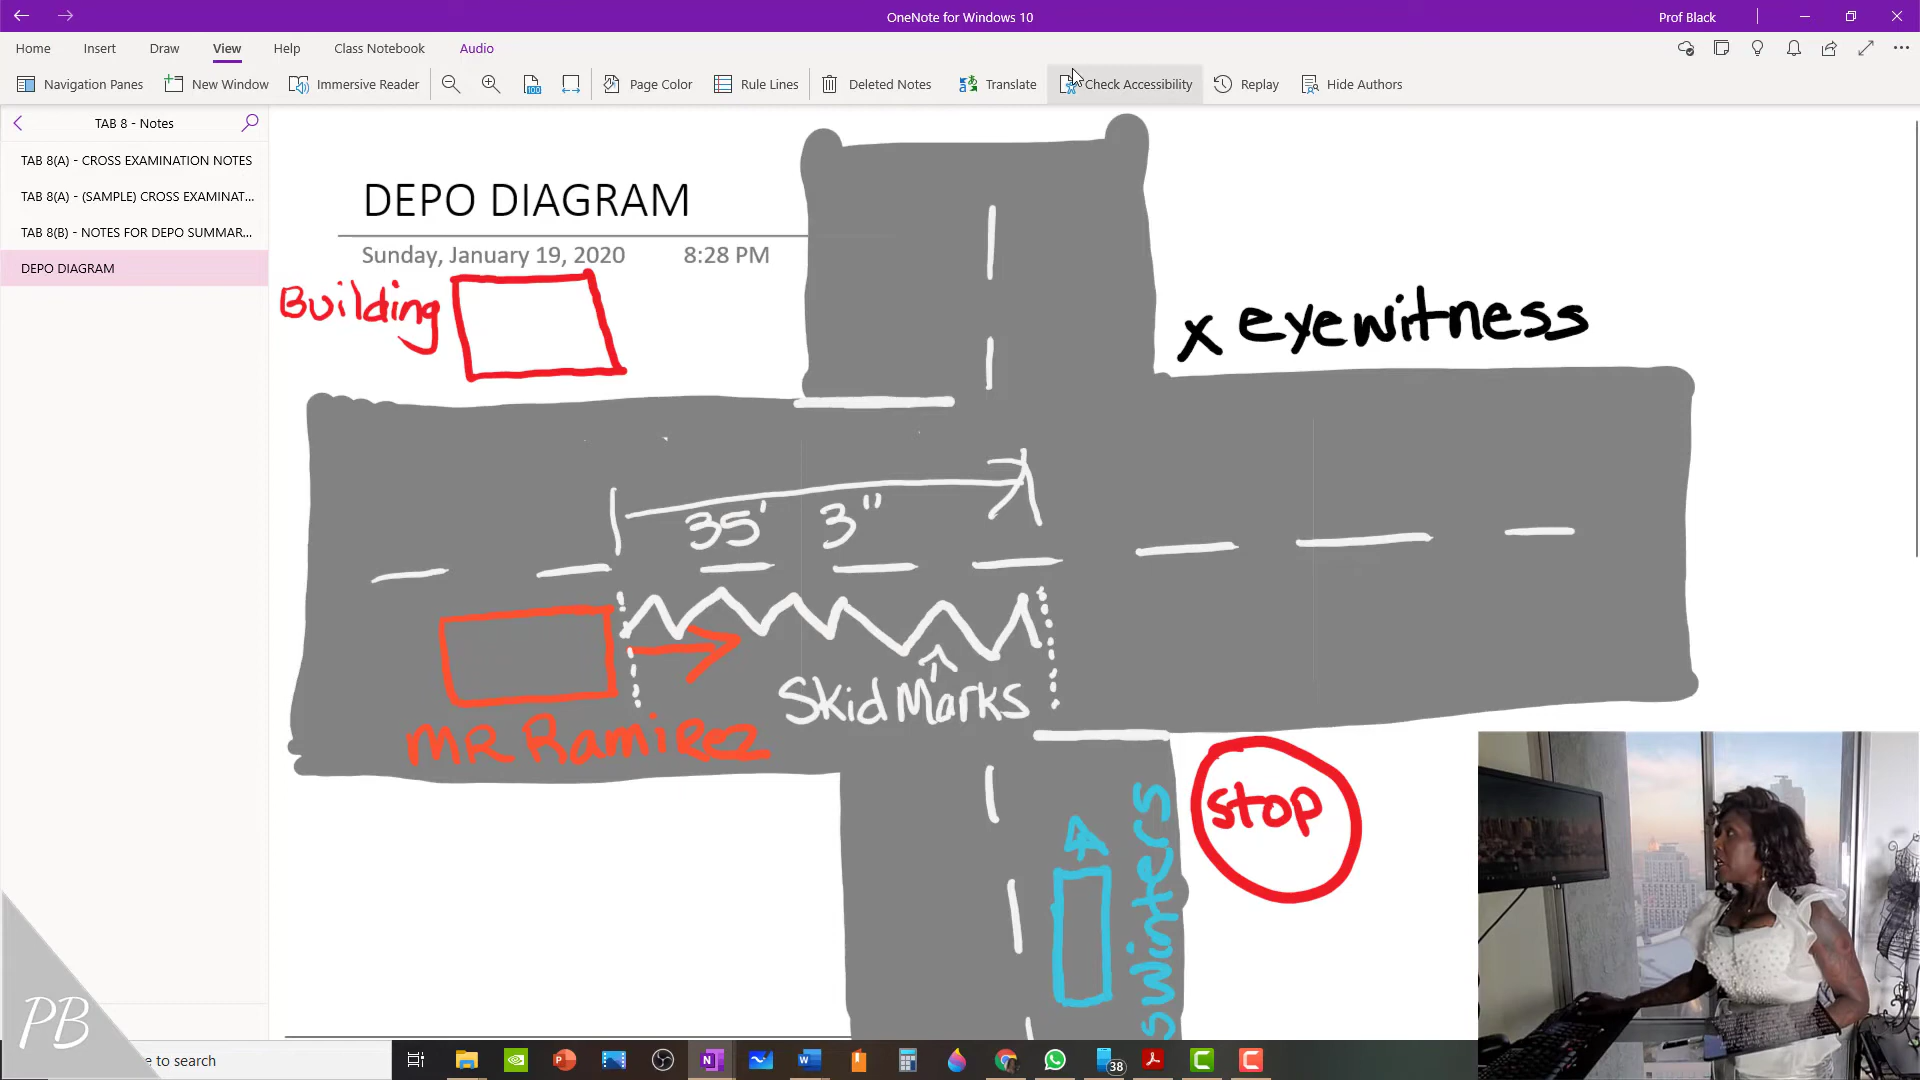 OneNote for Windows 10
Prof Black
Home Insert Draw View Help Class Notebook Audio
Navigation Panes New Window Immersive Reader 100 Page Color Rule Lines Deleted Notes Translate Check Accessibility Replay Hide Authors
TAB 8 - Notes
TAB 8(A) - CROSS EXAMINATION NOTES
TAB 8(A) - (SAMPLE) CROSS EXAMINAT...
TAB 8(B) - NOTES FOR DEPO SUMMAR...
DEPO DIAGRAM
DEPO DIAGRAM
Sunday, January 19, 2020 8:28 PM
Building
x eyewitness
35' 3"
Skid Marks
MR Ramirez
stop
swinters
PB
e to search
38